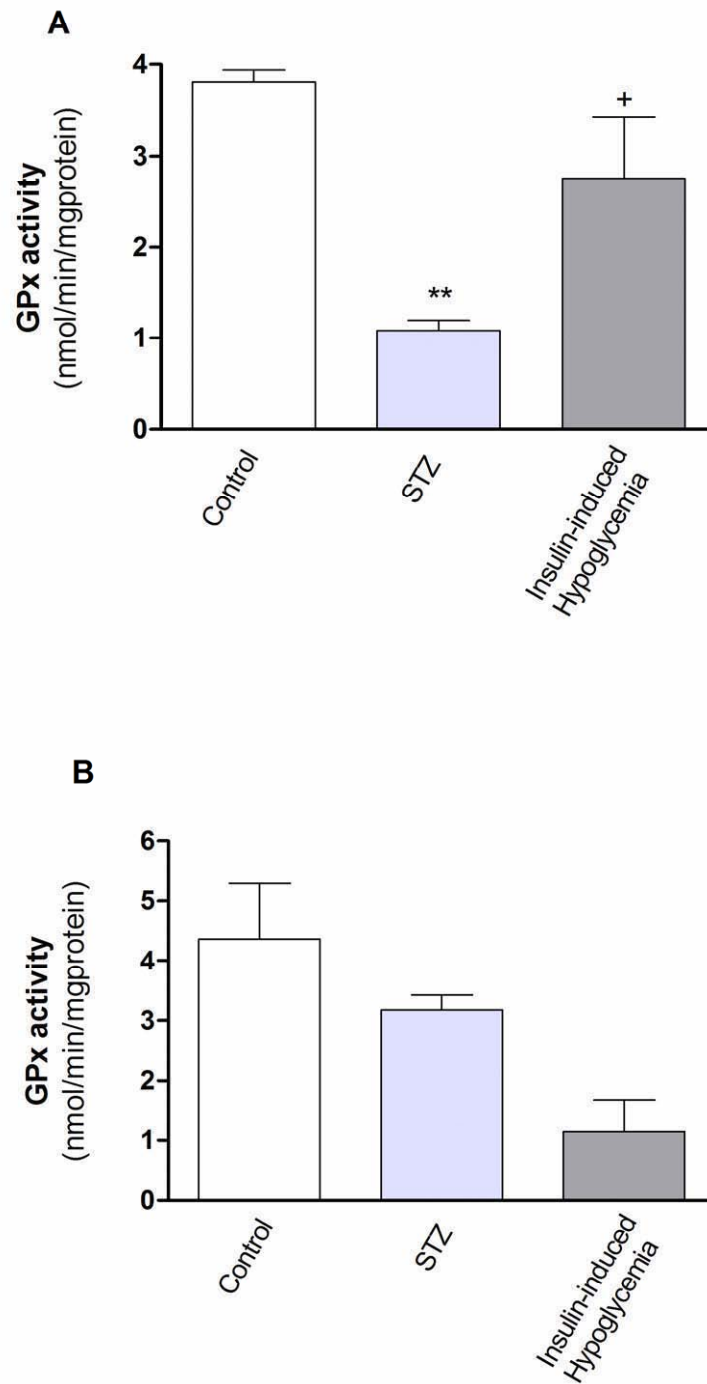 A
GPx activity
(nmol/min/mgprotein)
4
3
2
1
0
**
+
Control
STZ
Insulin-induced
Hypoglycemia
B
GPx activity
(nmol/min/mgprotein)
6
5
4
3
2
1
0
Control
STZ
Insulin-induced
Hypoglycemia